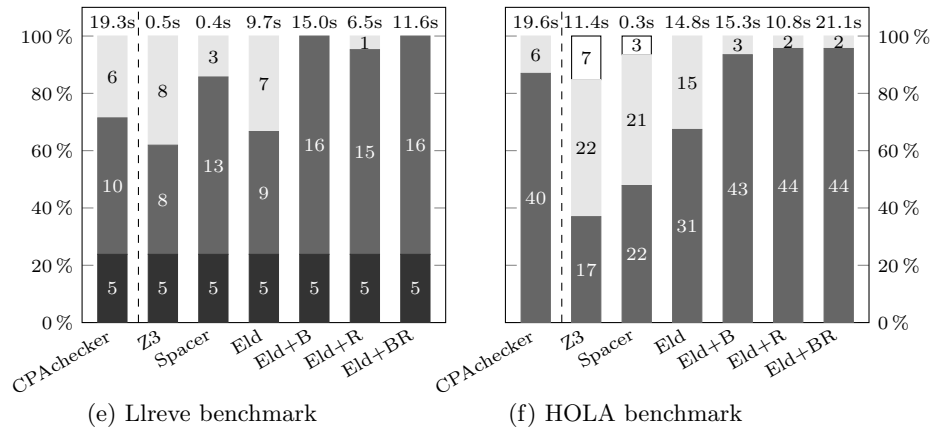 19.3s 0.5s 0.4s 9.7s 15.0s 6.5s 11.6s
100 %
80 %
60 %
40 %
20 %
0 %
6 8 3 7 1
10 8 13 9 16 15 16
5 5 5 5 5 5 5
CPAchecker
Z3
Spacer
Eld
Eld+B
Eld+R
Eld+BR
(e) Llreve benchmark
19.6s 11.4s 0.3s 14.8s 15.3s 10.8s 21.1s
6 7 3 15 3 2 2
22 21
40 17 22 31 43 44 44
100 %
80 %
60 %
40 %
20 %
0 %
CPAchecker
Z3
Spacer
Eld
Eld+B
Eld+R
Eld+BR
(f) HOLA benchmark